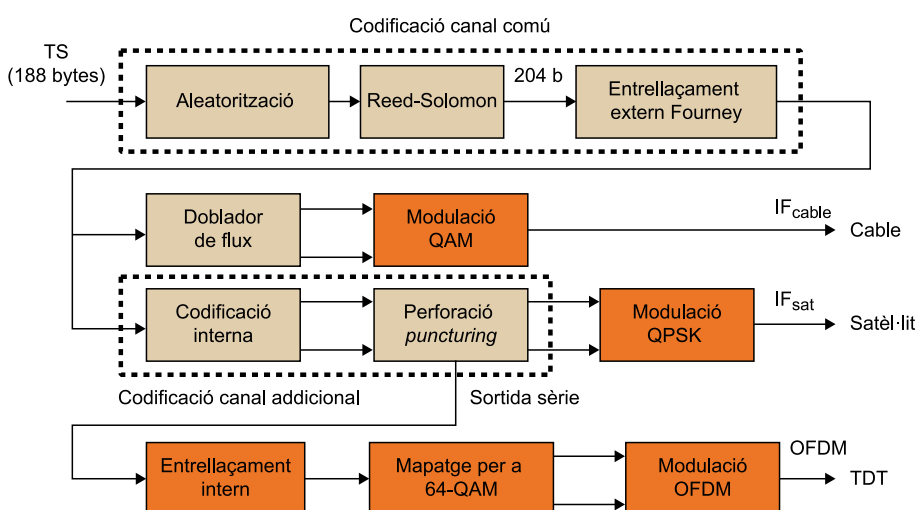 Codificació canal comú
TS
(188 bytes)
Aleatorització
Reed-Solomon
204 b
Entrellaçament
extern Fourney
Doblador
de flux
Modulació
QAM
IFcable
Cable
Codificació
interna
Perforació
puncturing
Modulació
QPSK
IFsat
Satèl·lit
Codificació canal addicional
Sortida sèrie
Entrellaçament
intern
Mapatge per a
64-QAM
Modulació
OFDM
OFDM
TDT